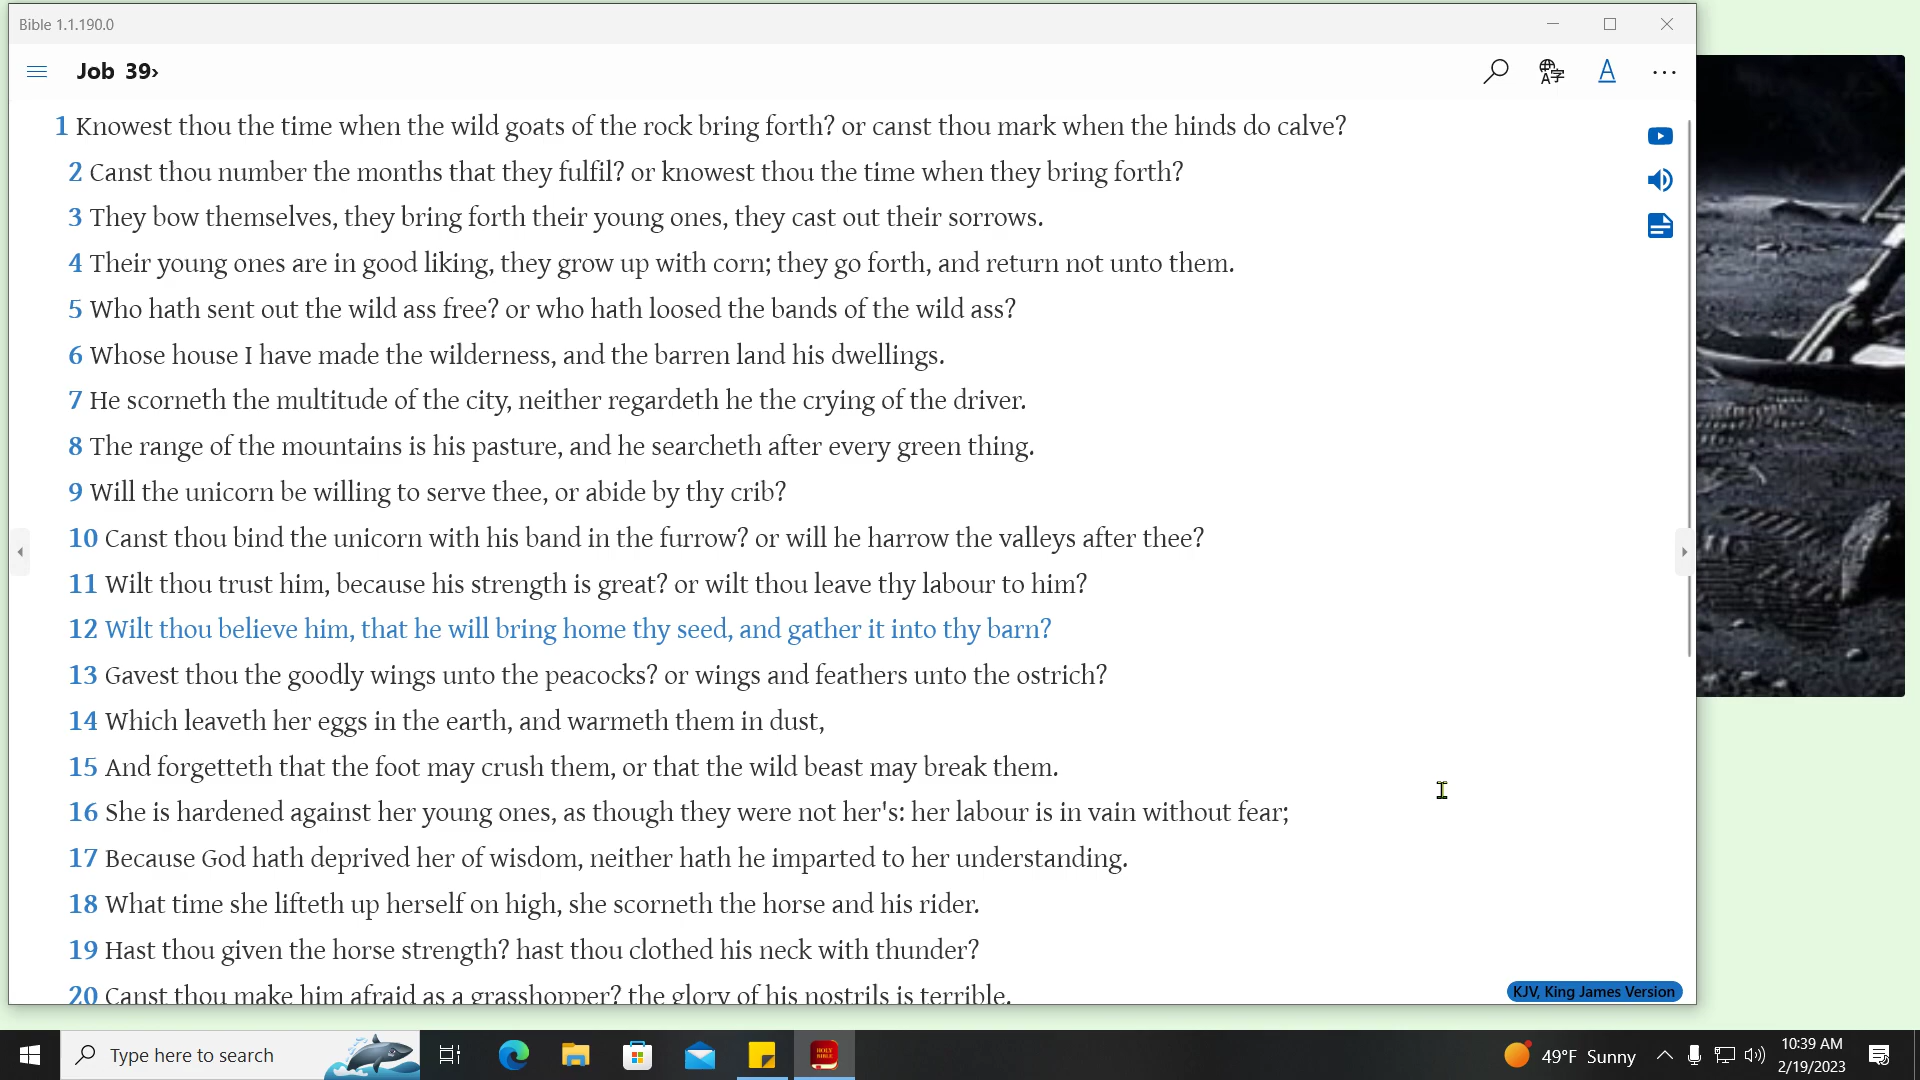 Bible 1.1.190.0
Job 39›
1 Knowest thou the time when the wild goats of the rock bring forth? or canst thou mark when the hinds do calve?
2 Canst thou number the months that they fulfil? or knowest thou the time when they bring forth?
3 They bow themselves, they bring forth their young ones, they cast out their sorrows.
4 Their young ones are in good liking, they grow up with corn; they go forth, and return not unto them.
5 Who hath sent out the wild ass free? or who hath loosed the bands of the wild ass?
6 Whose house I have made the wilderness, and the barren land his dwellings.
7 He scorneth the multitude of the city, neither regardeth he the crying of the driver.
8 The range of the mountains is his pasture, and he searcheth after every green thing.
9 Will the unicorn be willing to serve thee, or abide by thy crib?
10 Canst thou bind the unicorn with his band in the furrow? or will he harrow the valleys after thee?
11 Wilt thou trust him, because his strength is great? or wilt thou leave thy labour to him?
12 Wilt thou believe him, that he will bring home thy seed, and gather it into thy barn?
13 Gavest thou the goodly wings unto the peacocks? or wings and feathers unto the ostrich?
14 Which leaveth her eggs in the earth, and warmeth them in dust,
15 And forgetteth that the foot may crush them, or that the wild beast may break them.
16 She is hardened against her young ones, as though they were not her's: her labour is in vain without fear;
17 Because God hath deprived her of wisdom, neither hath he imparted to her understanding.
18 What time she lifteth up herself on high, she scorneth the horse and his rider.
19 Hast thou given the horse strength? hast thou clothed his neck with thunder?
20 Canst thou make him afraid as a grasshopper? the glory of his nostrils is terrible.
KJV, King James Version
Type here to search
HOLY BIBLE
49°F Sunny
10:39 AM
2/19/2023